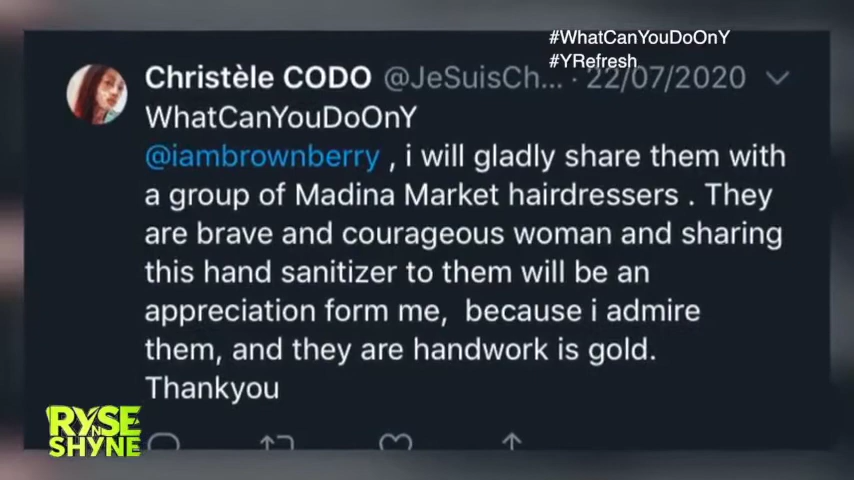 #WhatCanYouDoOnY
#YRefresh
Christèle CODO @JeSuisCh... · 22/07/2020
WhatCanYouDoOnY
@iambrownberry , i will gladly share them with
a group of Madina Market hairdressers . They
are brave and courageous woman and sharing
this hand sanitizer to them will be an
appreciation form me, because i admire
them, and they are handwork is gold.
Thankyou
RYSE
N
SHYNE